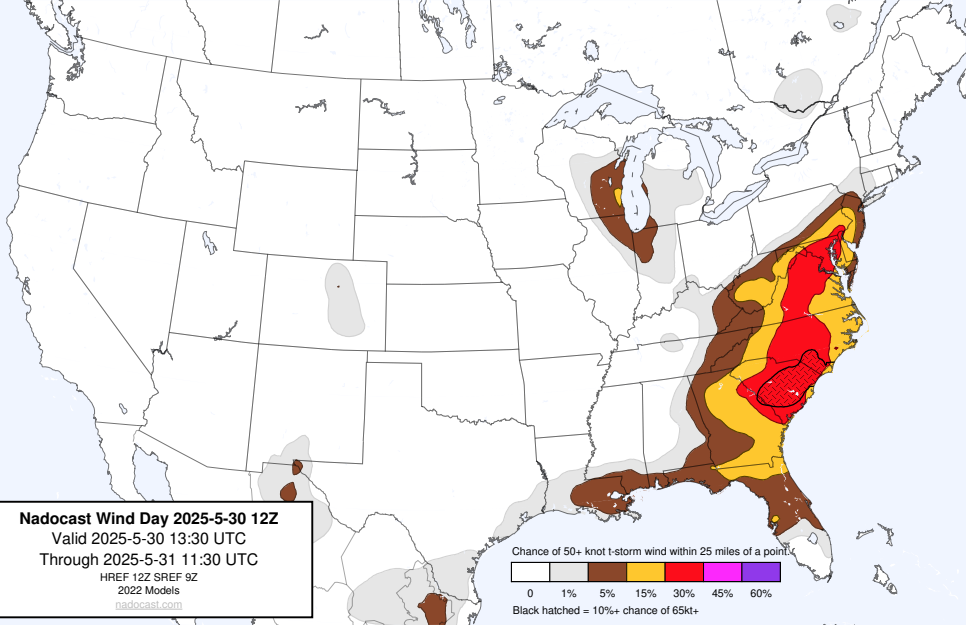 Nadocast Wind Day 2025-5-30 12Z
Valid 2025-5-30 13:30 UTC
Through 2025-5-31 11:30 UTC
HREF 12Z SREF 9Z
2022 Models
nadocast.com
Chance of 50+ knot t-storm wind within 25 miles of a point.
0 1% 5% 15% 30% 45% 60%
Black hatched = 10%+ chance of 65kt+